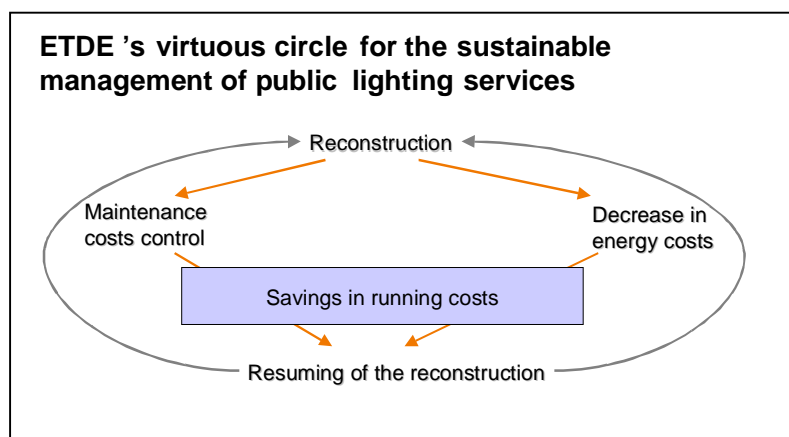 ETDE ’s virtuous circle for the sustainable
management of public lighting services
Reconstruction
Maintenance
costs control
Decrease in
energy costs
Savings in running costs
Resuming of the reconstruction